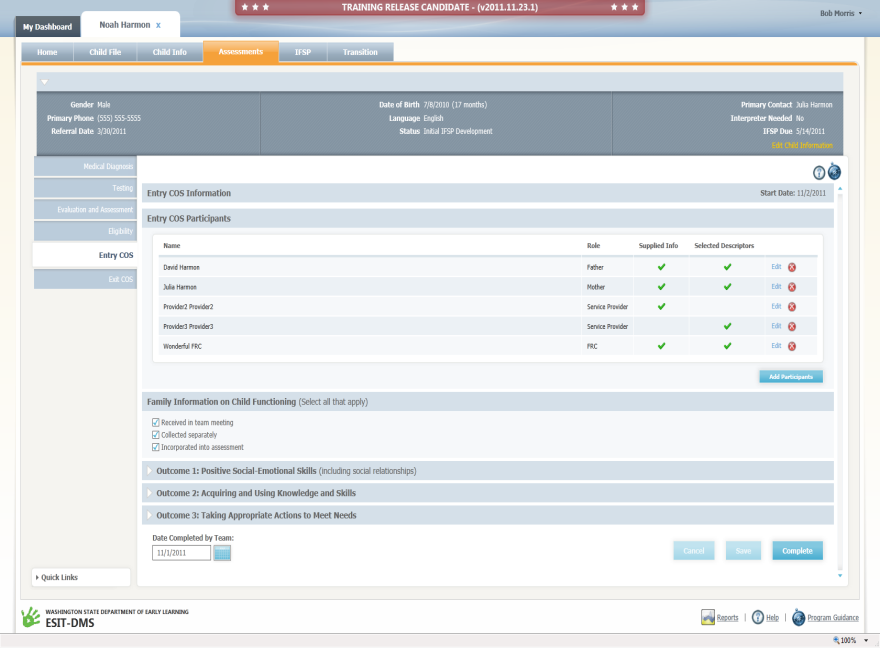 ★ ★ ★ TRAINING RELEASE CANDIDATE - (v2011.11.23.1) ★ ★ ★
Bob Morris
My Dashboard
Noah Harmon x
Home Child File Child Info Assessments IFSP Transition
Gender Male
Primary Phone (555) 555-5555
Referral Date 3/30/2011
Date of Birth 7/8/2010 (17 months)
Language English
Status Initial IFSP Development
Primary Contact Julia Harmon
Interpreter Needed No
IFSP Due 5/14/2011
Edit Child Information
Medical Diagnosis
Testing
Evaluation and Assessment
Eligibility
Entry COS
Exit COS
Entry COS Information Start Date: 11/2/2011
Entry COS Participants
Name Role Supplied Info Selected Descriptors
David Harmon Father Edit
Julia Harmon Mother Edit
Provider2 Provider2 Service Provider Edit
Provider3 Provider3 Service Provider Edit
Wonderful FRC FRC Edit
Add Participants
Family Information on Child Functioning (Select all that apply)
Received in team meeting
Collected separately
Incorporated into assessment
Outcome 1: Positive Social-Emotional Skills (including social relationships)
Outcome 2: Acquiring and Using Knowledge and Skills
Outcome 3: Taking Appropriate Actions to Meet Needs
Date Completed by Team:
11/1/2011
Cancel Save Complete
Quick Links
WASHINGTON STATE DEPARTMENT OF EARLY LEARNING
ESIT-DMS
Reports | Help | Program Guidance
100%